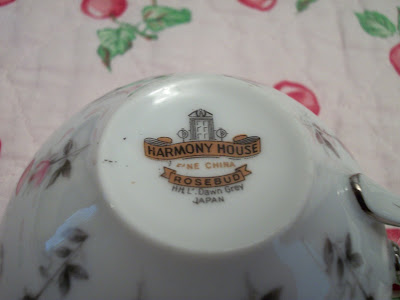 HARMONY HOUSE
FINE CHINA
ROSEBUD
Dawn Grey
JAPAN